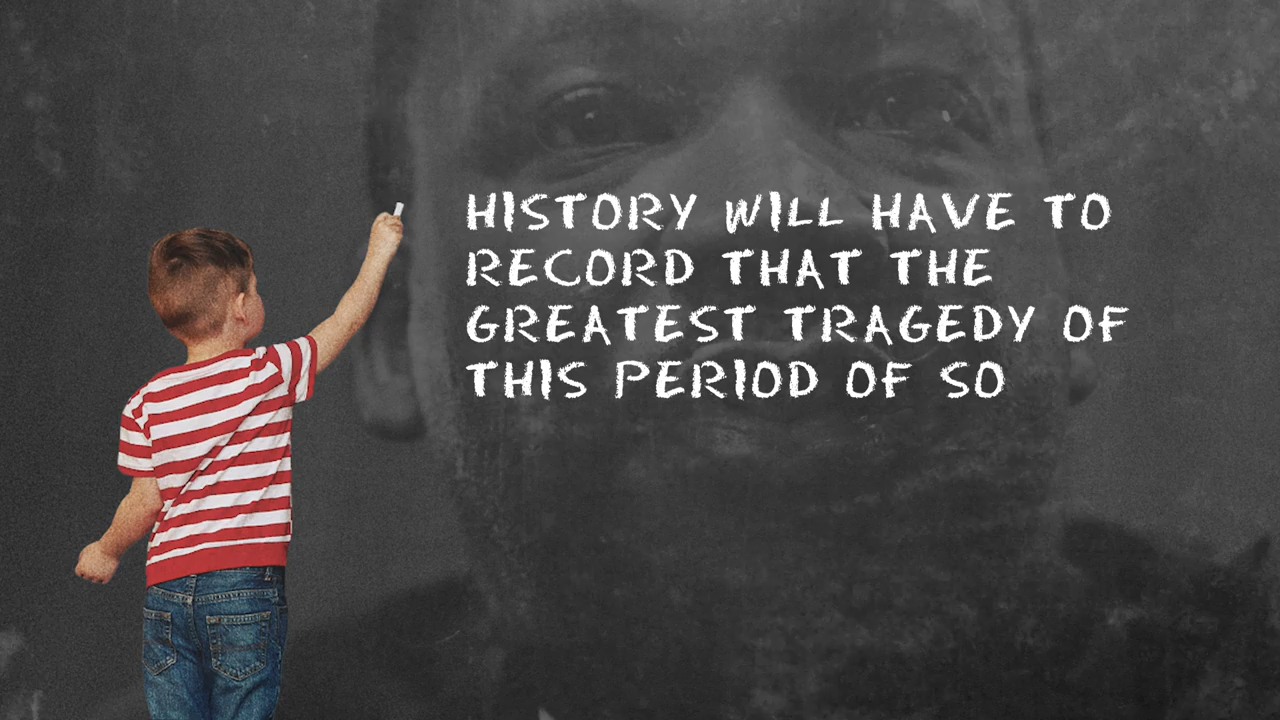 HISTORY WILL HAVE TO
RECORD THAT THE
GREATEST TRAGEDY OF
THIS PERIOD OF SO